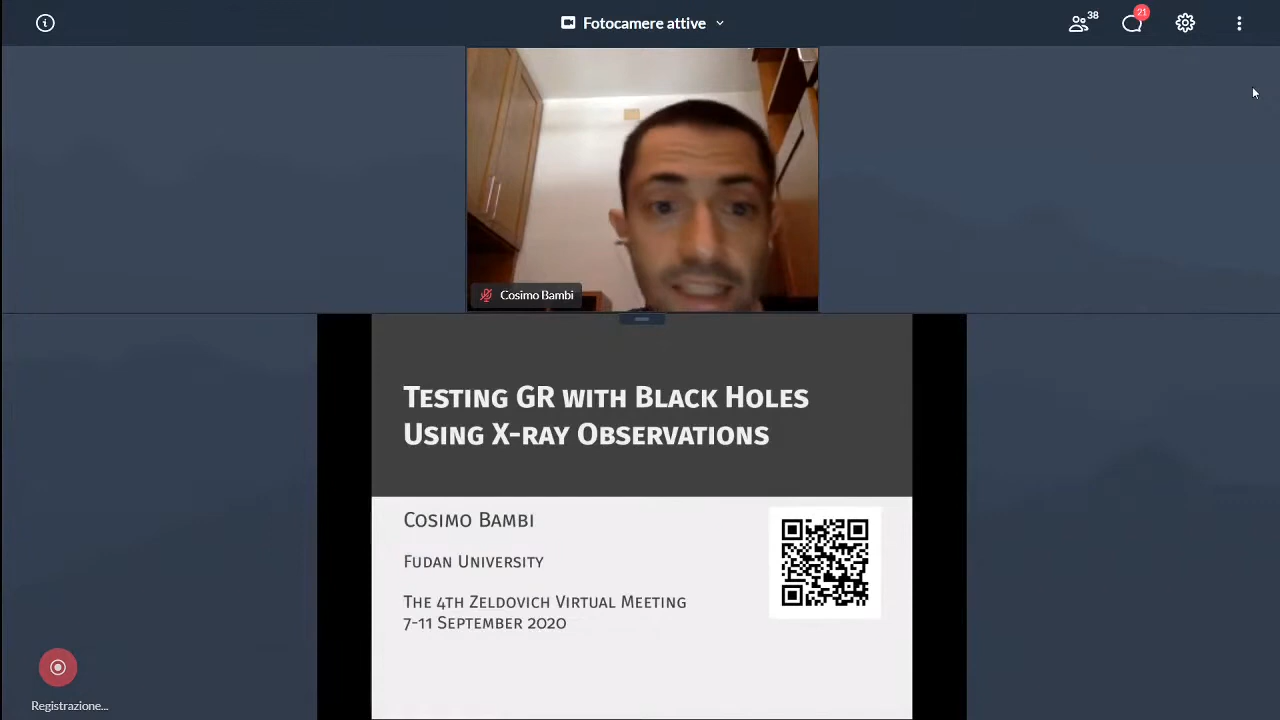 Fotocamere attive
38
21
Cosimo Bambi
Testing GR with Black Holes
Using X-ray Observations
Cosimo Bambi
Fudan University
The 4th Zeldovich Virtual Meeting
7-11 September 2020
Registrazione...